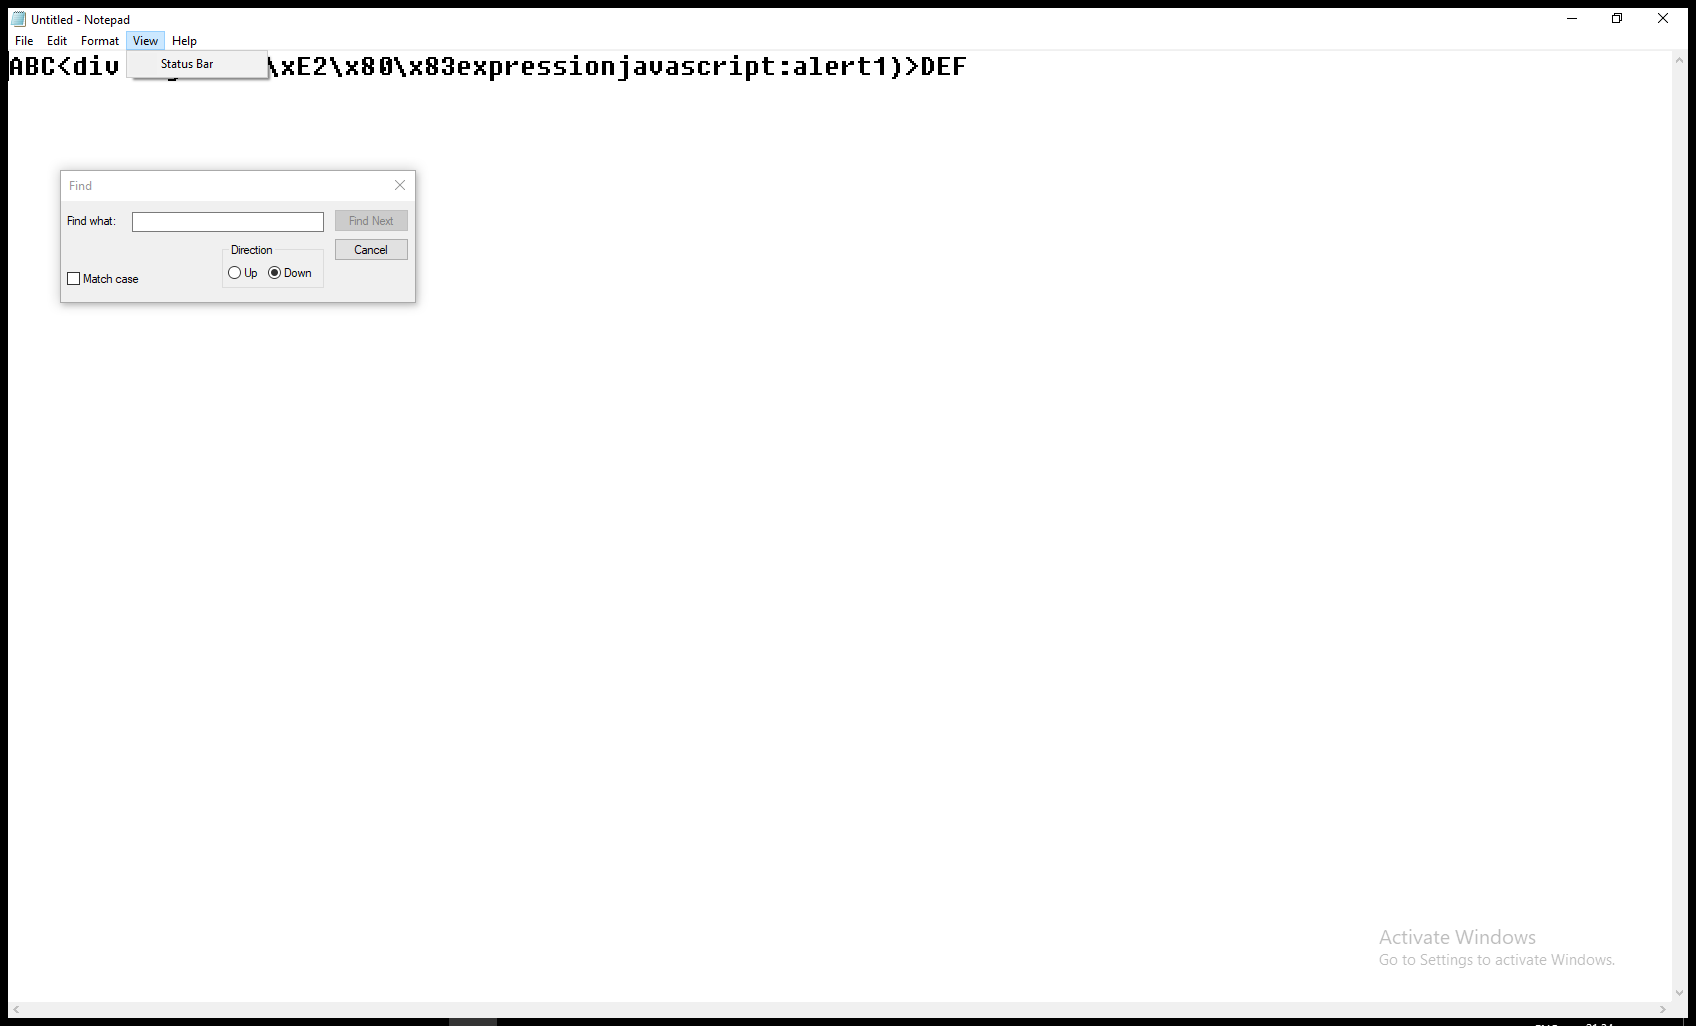 Untitled - Notepad
File Edit Format View Help
Status Bar
ABC<div \xE2\x80\x83expressionjavascript:alert1)>DEF
Find
Find what:
Find Next
Direction
Cancel
Up Down
Match case
Activate Windows
Go to Settings to activate Windows.